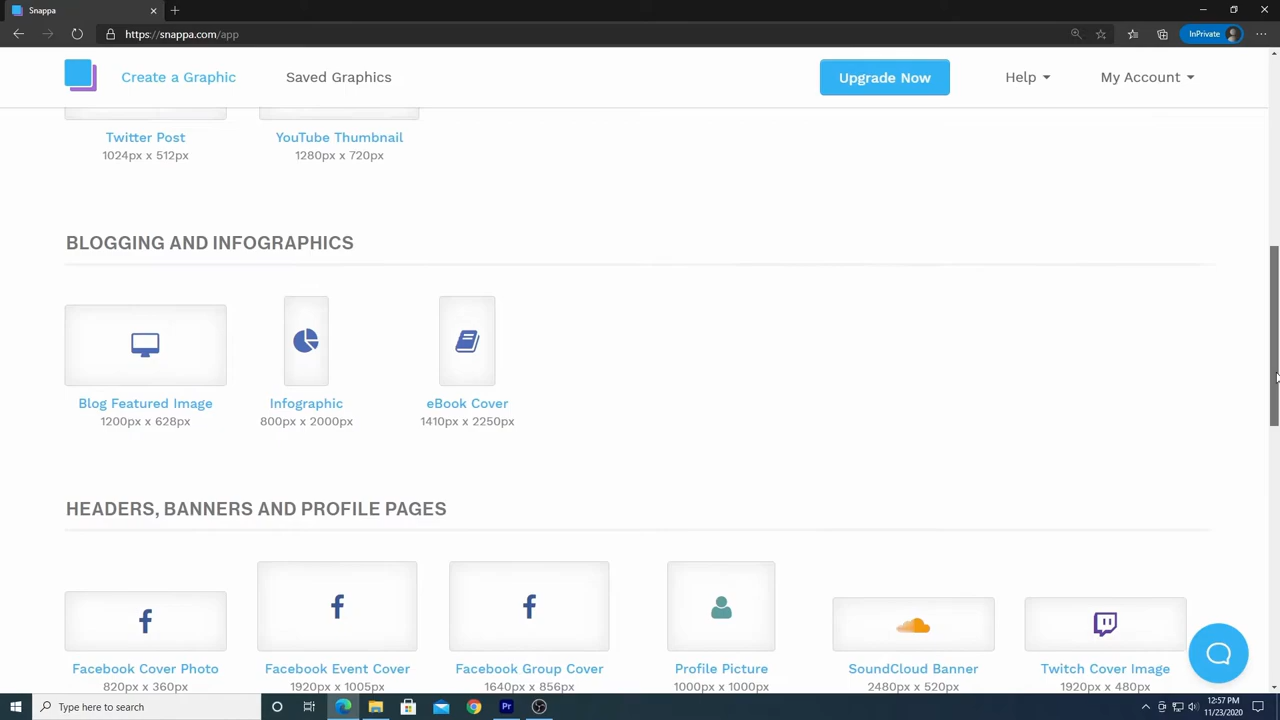 Snappa
https://snappa.com/app
InPrivate
Create a Graphic
Saved Graphics
Upgrade Now
Help
My Account
Twitter Post
YouTube Thumbnail
1024px x 512px
1280px x 720px
BLOGGING AND INFOGRAPHICS
Blog Featured Image
Infographic
eBook Cover
1200px x 628px
800px x 2000px
1410px x 2250px
HEADERS, BANNERS AND PROFILE PAGES
Facebook Cover Photo
Facebook Event Cover
Facebook Group Cover
Profile Picture
SoundCloud Banner
Twitch Cover Image
820px x 360px
1920px x 1005px
1640px x 856px
1000px x 1000px
2480px x 520px
1920px x 480px
Type here to search
Pr
12:57 PM
11/23/2020